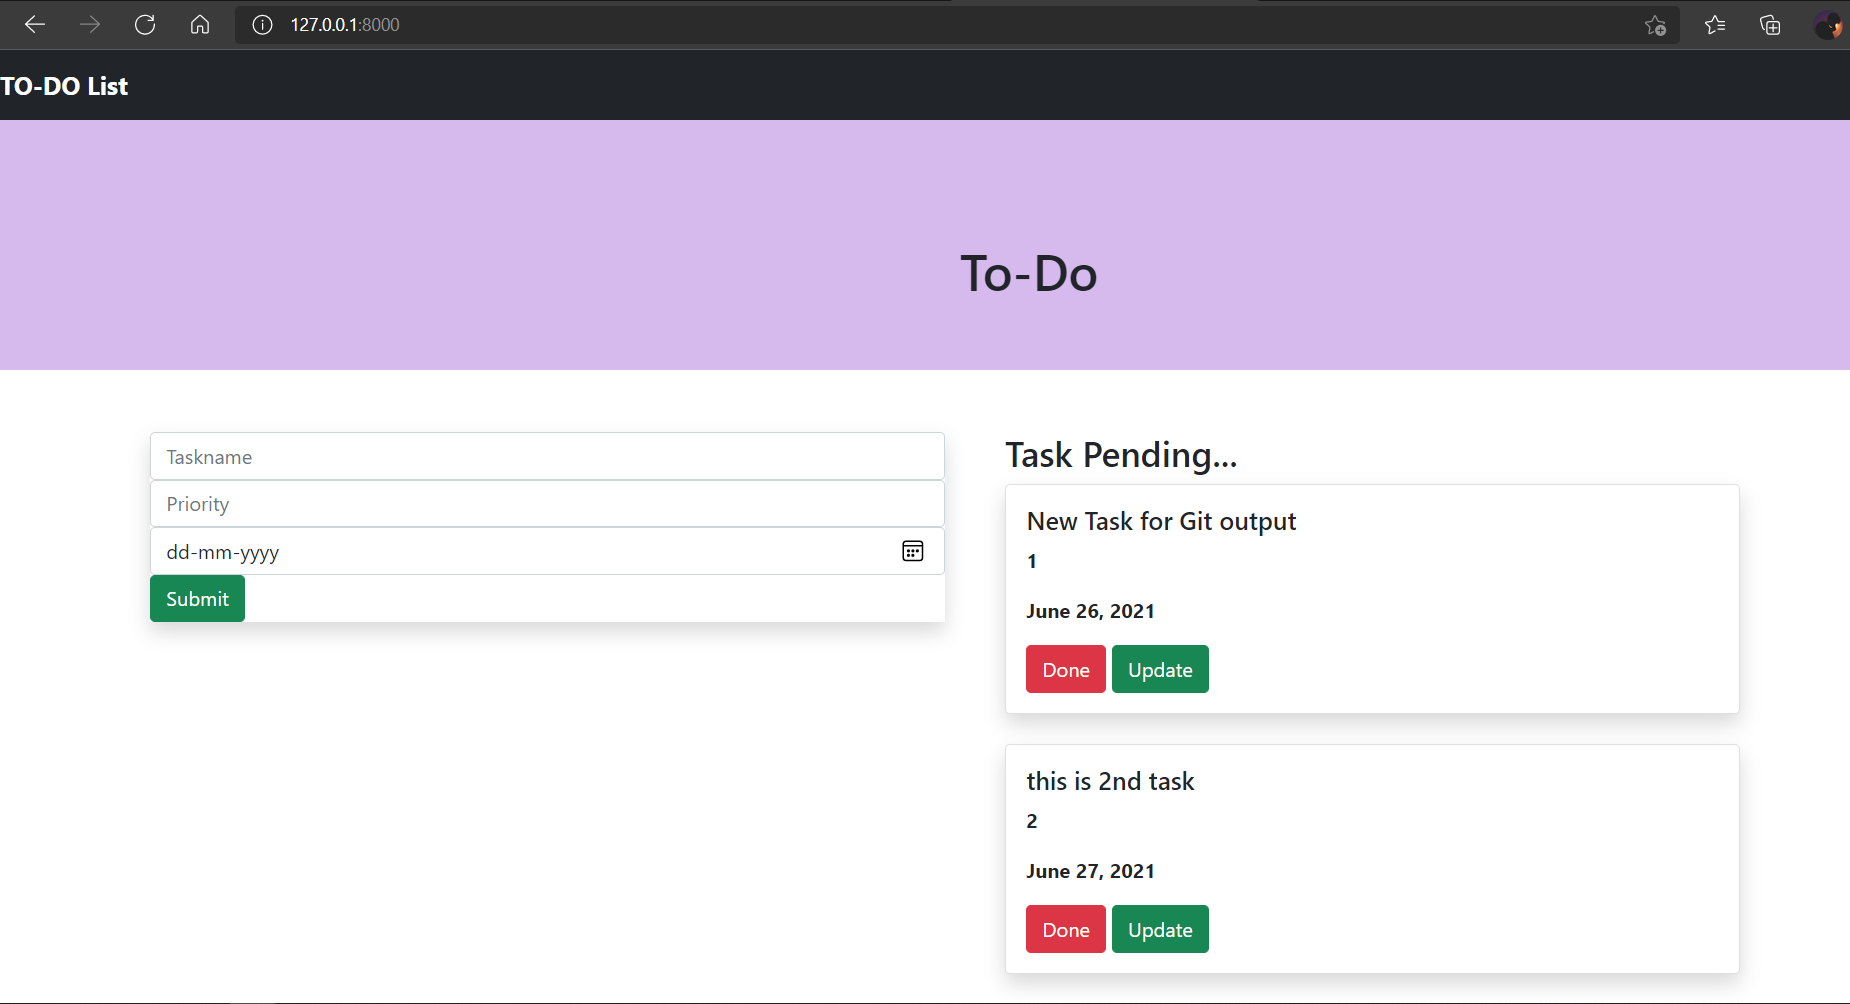 127.0.0.1:8000
TO-DO List
To-Do
Taskname
Priority
dd-mm-yyyy
Submit
Task Pending...
New Task for Git output
1
June 26, 2021
Done Update
this is 2nd task
2
June 27, 2021
Done Update